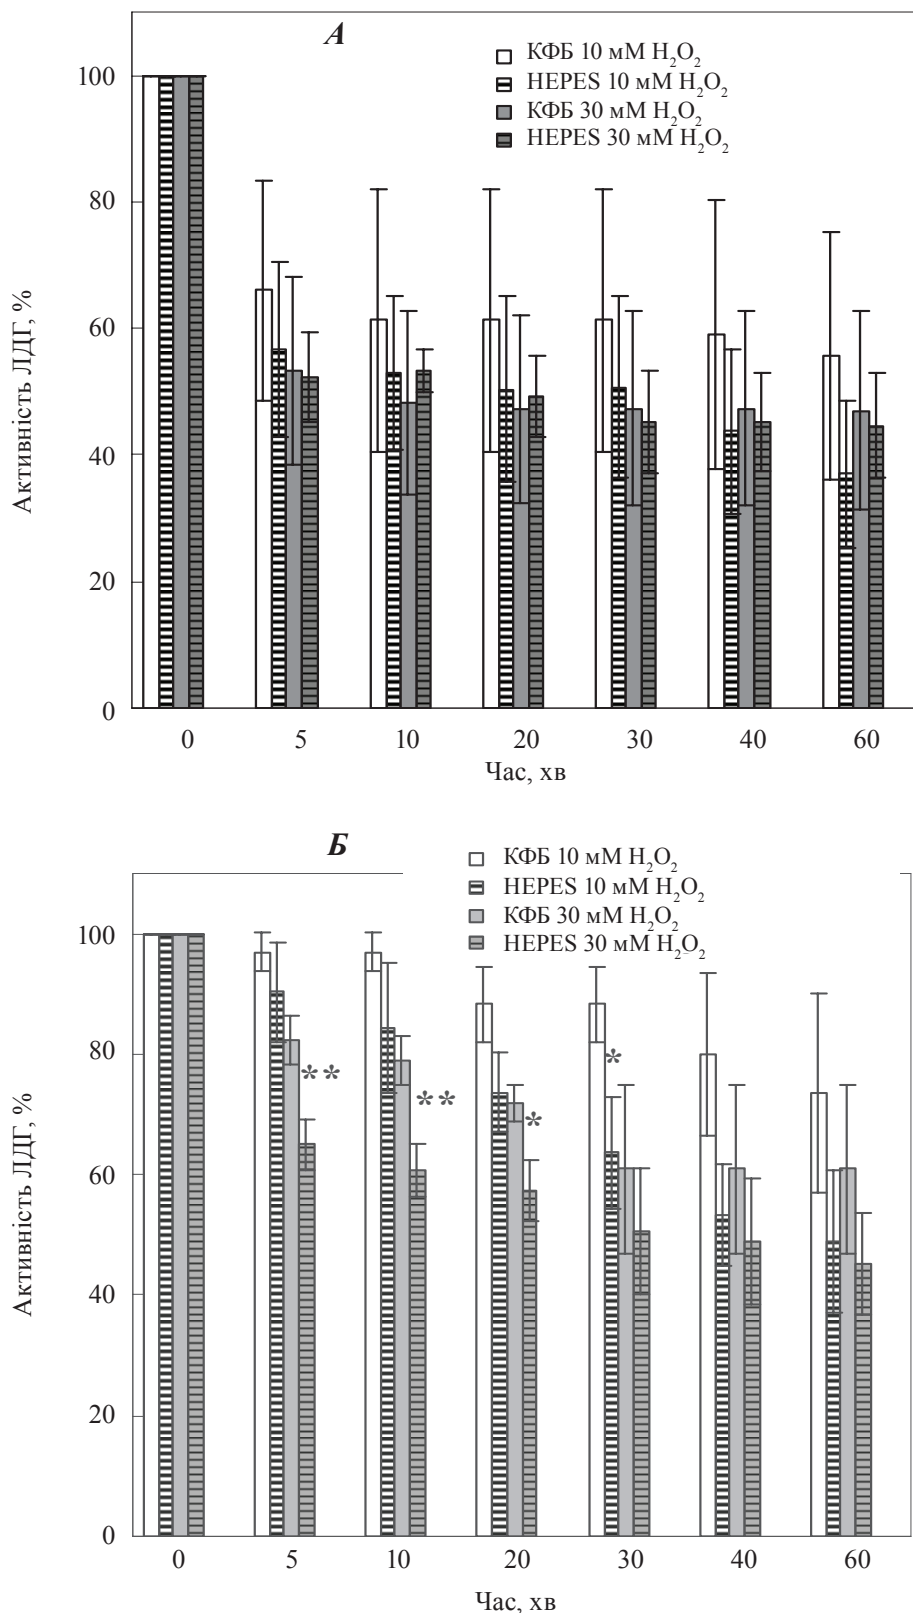 А
КФБ 10 мМ H₂O₂
HEPES 10 мМ H₂O₂
КФБ 30 мМ H₂O₂
HEPES 30 мМ H₂O₂
100
80
60
40
20
0
Активність ЛДГ, %
0 5 10 20 30 40 60
Час, хв
Б
КФБ 10 мМ H₂O₂
HEPES 10 мМ H₂O₂
КФБ 30 мМ H₂O₂
HEPES 30 мМ H₂O₂
100
80
60
40
20
0
Активність ЛДГ, %
**
**
*
*
0 5 10 20 30 40 60
Час, хв